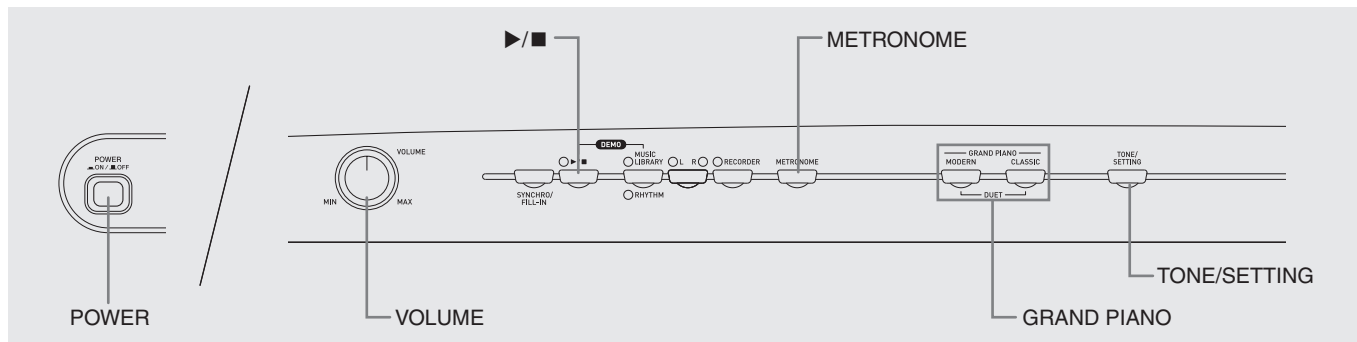 ▶/■
METRONOME
POWER
ON / OFF
VOLUME
MIN
MAX
DEMO
▶ ■
MUSIC
LIBRARY
L R
RECORDER
METRONOME
SYNCHRO/
FILL-IN
RHYTHM
GRAND PIANO
MODERN
CLASSIC
DUET
TONE/
SETTING
POWER
VOLUME
GRAND PIANO
TONE/SETTING